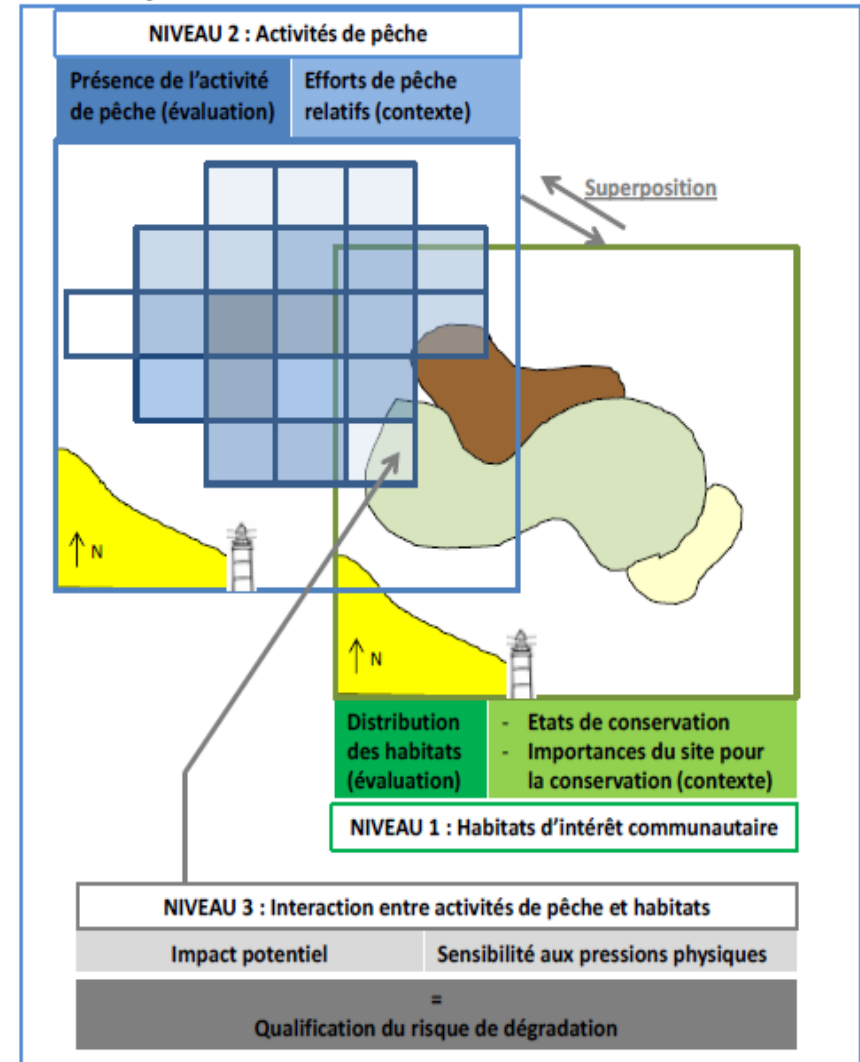 NIVEAU 2 : Activités de pêche
Présence de l'activité
de pêche (évaluation)
Efforts de pêche
relatifs (contexte)
Superposition
N
N
Distribution
des habitats
(évaluation)
- Etats de conservation
- Importances du site pour
la conservation (contexte)
NIVEAU 1 : Habitats d'intérêt communautaire
NIVEAU 3 : Interaction entre activités de pêche et habitats
Impact potentiel
Sensibilité aux pressions physiques
=
Qualification du risque de dégradation